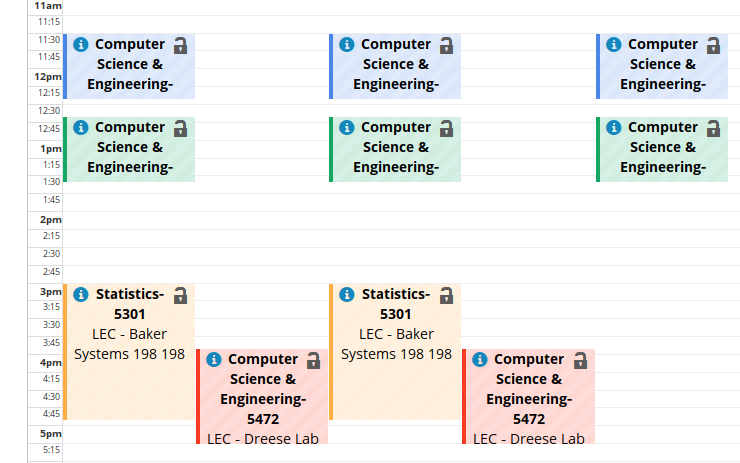 11am
11:15
11:30
11:45
12pm
12:15
12:30
12:45
1pm
1:15
1:30
1:45
2pm
2:15
2:30
2:45
3pm
3:15
3:30
3:45
4pm
4:15
4:30
4:45
5pm
5:15
Computer
Science &
Engineering-
Computer
Science &
Engineering-
Statistics-
5301
LEC - Baker
Systems 198 198
Computer
Science &
Engineering-
5472
LEC - Dreese Lab
Computer
Science &
Engineering-
Computer
Science &
Engineering-
Statistics-
5301
LEC - Baker
Systems 198 198
Computer
Science &
Engineering-
5472
LEC - Dreese Lab
Computer
Science &
Engineering-
Computer
Science &
Engineering-